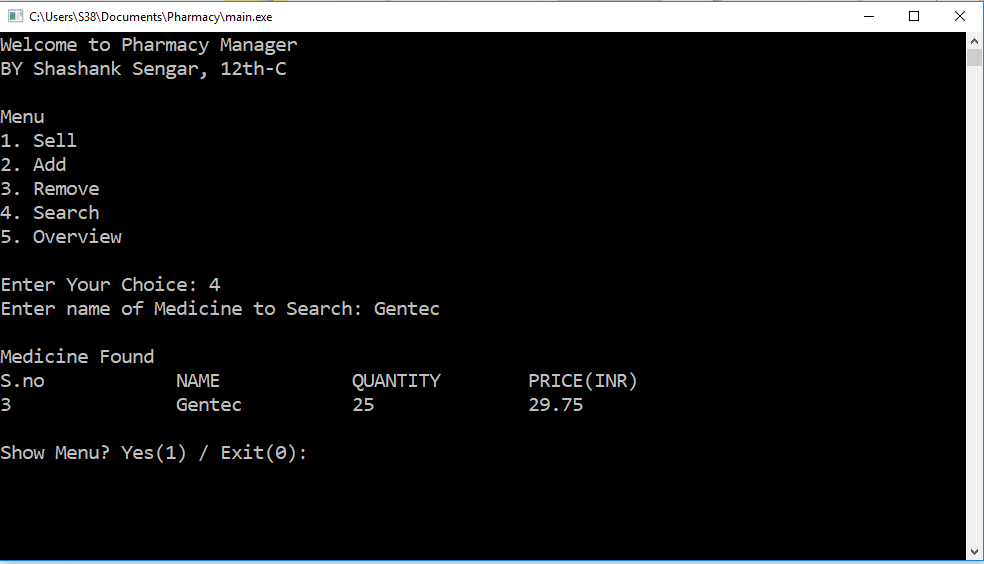 C:\Users\S38\Documents\Pharmacy\main.exe
Welcome to Pharmacy Manager
BY Shashank Sengar, 12th-C
Menu
1. Sell
2. Add
3. Remove
4. Search
5. Overview
Enter Your Choice: 4
Enter name of Medicine to Search: Gentec
Medicine Found
S.no NAME QUANTITY PRICE(INR)
3 Gentec 25 29.75
Show Menu? Yes(1) / Exit(0):